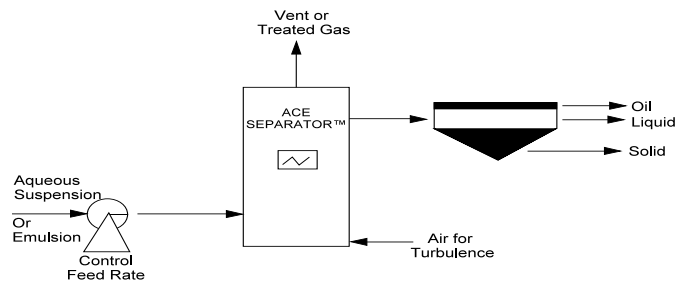 Vent or
Treated Gas
ACE
SEPARATOR™
Oil
Liquid
Solid
Aqueous
Suspension
Or
Emulsion
Control
Feed Rate
Air for
Turbulence